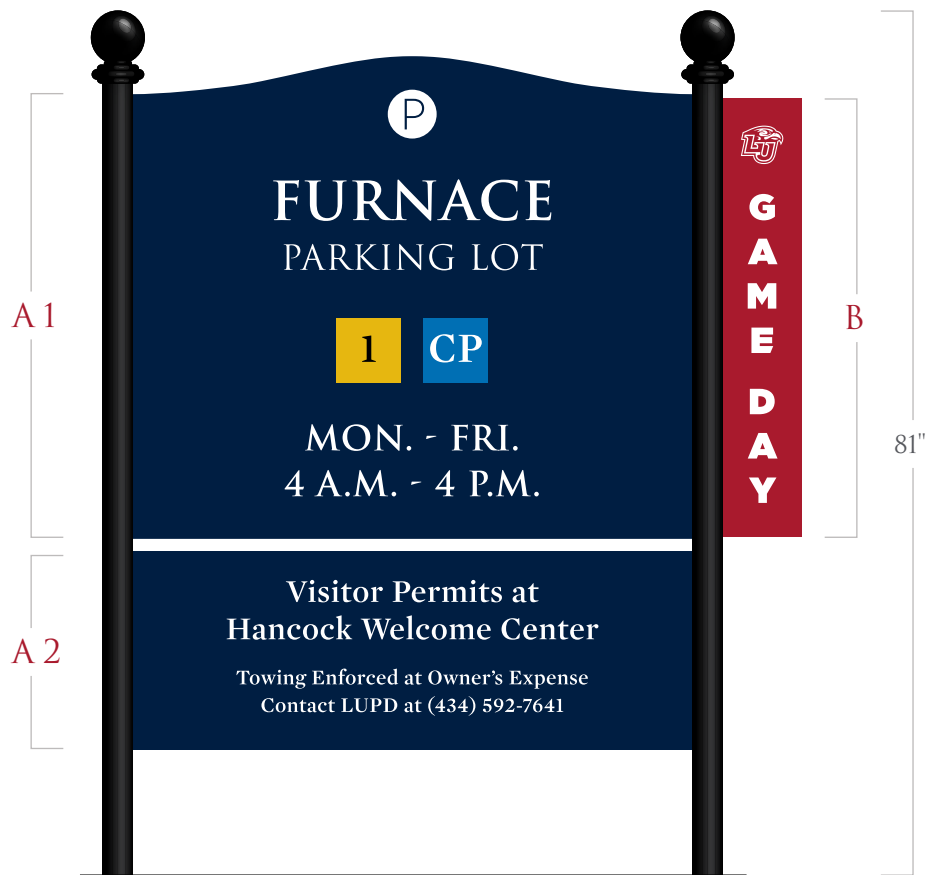 P
FURNACE
PARKING LOT
1 CP
MON. - FRI.
4 A.M. - 4 P.M.
Visitor Permits at
Hancock Welcome Center
Towing Enforced at Owner’s Expense
Contact LUPD at (434) 592-7641
LU
GAME DAY
A 1
A 2
B
81"